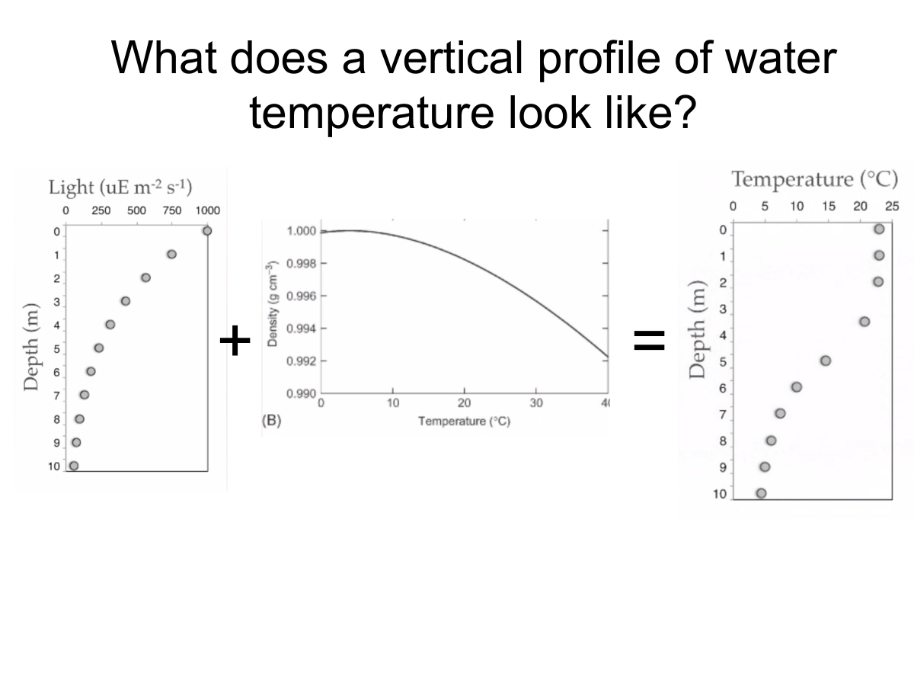 What does a vertical profile of water
temperature look like?
Light (uE m-2 s-1)
0 250 500 750 1000
Depth (m)
0
1
2
3
4
5
6
7
8
9
10
+
Density (g cm-3)
1.000
0.998
0.996
0.994
0.992
0.990
0 10 20 30 4
(B)
Temperature (°C)
=
Temperature (°C)
0 5 10 15 20 25
Depth (m)
0
1
2
3
4
5
6
7
8
9
10